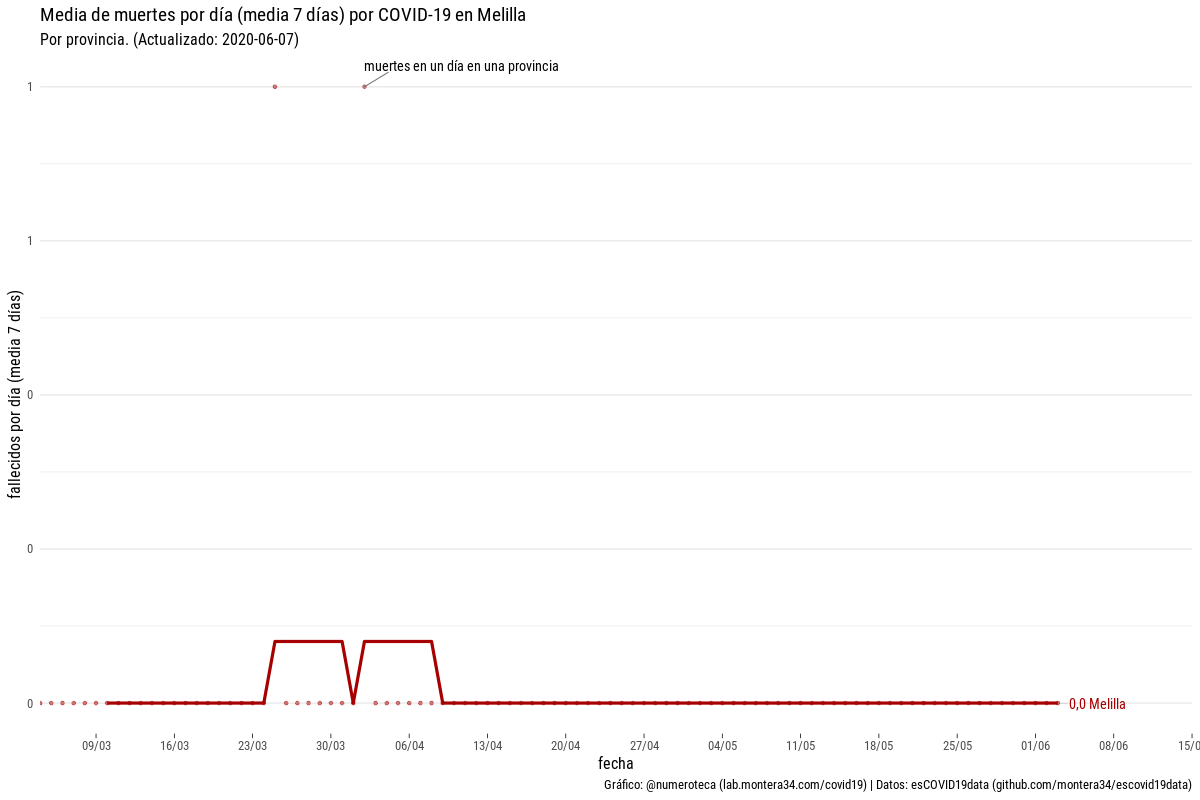 Media de muertes por día (media 7 días) por COVID-19 en Melilla
Por provincia. (Actualizado: 2020-06-07)
muertes en un día en una provincia
1
1
0
0
0
fallecidos por día (media 7 días)
0,0 Melilla
09/03 16/03 23/03 30/03 06/04 13/04 20/04 27/04 04/05 11/05 18/05 25/05 01/06 08/06 15/0
fecha
Gráfico: @numeroteca (lab.montera34.com/covid19) | Datos: esCOVID19data (github.com/montera34/escovid19data)